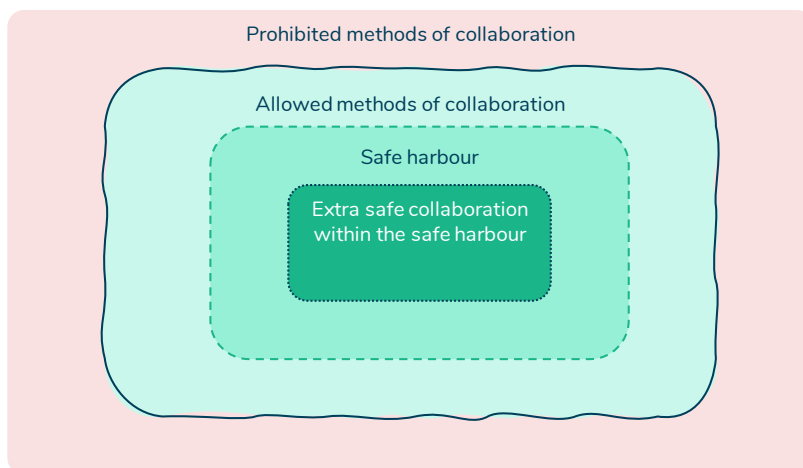 Prohibited methods of collaboration
Allowed methods of collaboration
Safe harbour
Extra safe collaboration
within the safe harbour